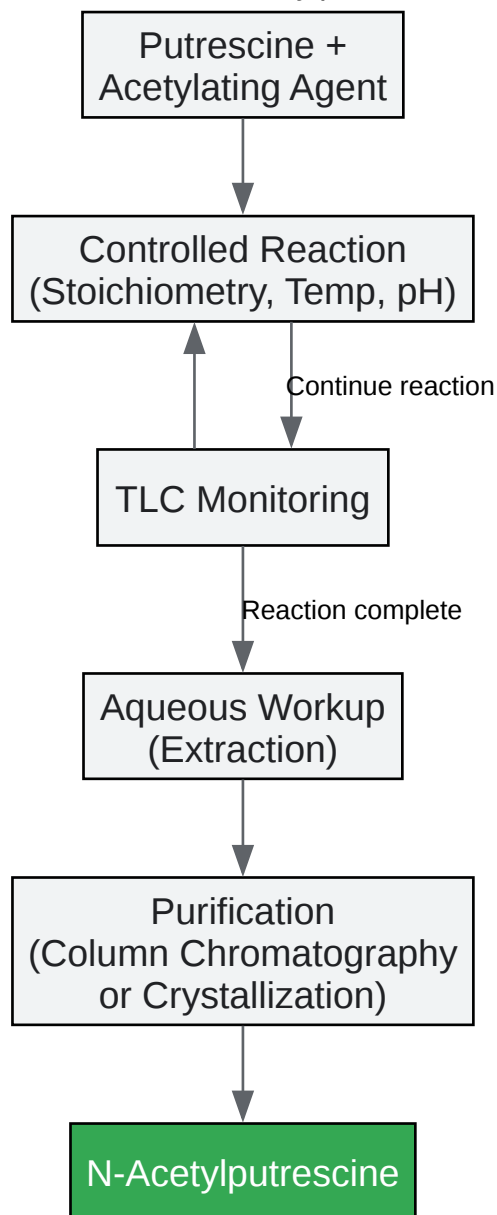 Putrescine +
Acetylating Agent
Controlled Reaction
(Stoichiometry, Temp, pH)
Continue reaction
TLC Monitoring
Reaction complete
Aqueous Workup
(Extraction)
Purification
(Column Chromatography
or Crystallization)
N-Acetylputrescine